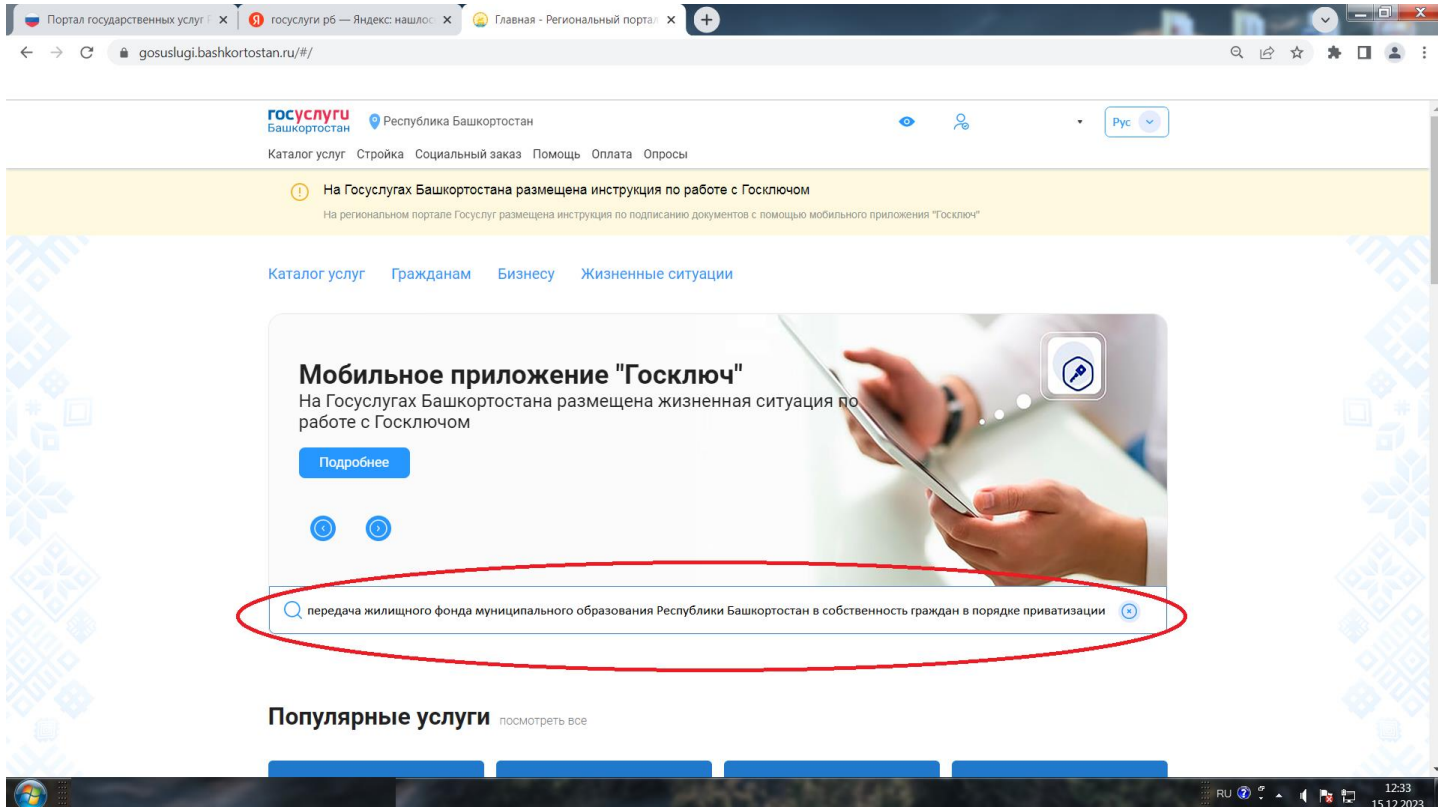 Портал государственных услуг Р
госуслуги рб — Яндекс: нашлос
Главная - Региональный портал
gosuslugi.bashkortostan.ru/#/
госуслуги
Башкортостан
Республика Башкортостан
Рус
Каталог услуг Стройка Социальный заказ Помощь Оплата Опросы
На Госуслугах Башкортостана размещена инструкция по работе с Госключом
На региональном портале Госуслуг размещена инструкция по подписанию документов с помощью мобильного приложения "Госключ"
Каталог услуг Гражданам Бизнесу Жизненные ситуации
Мобильное приложение "Госключ"
На Госуслугах Башкортостана размещена жизненная ситуация по
работе с Госключом
Подробнее
передача жилищного фонда муниципального образования Республики Башкортостан в собственность граждан в порядке приватизации
Популярные услуги посмотреть все
RU
12:33
15.12.2023